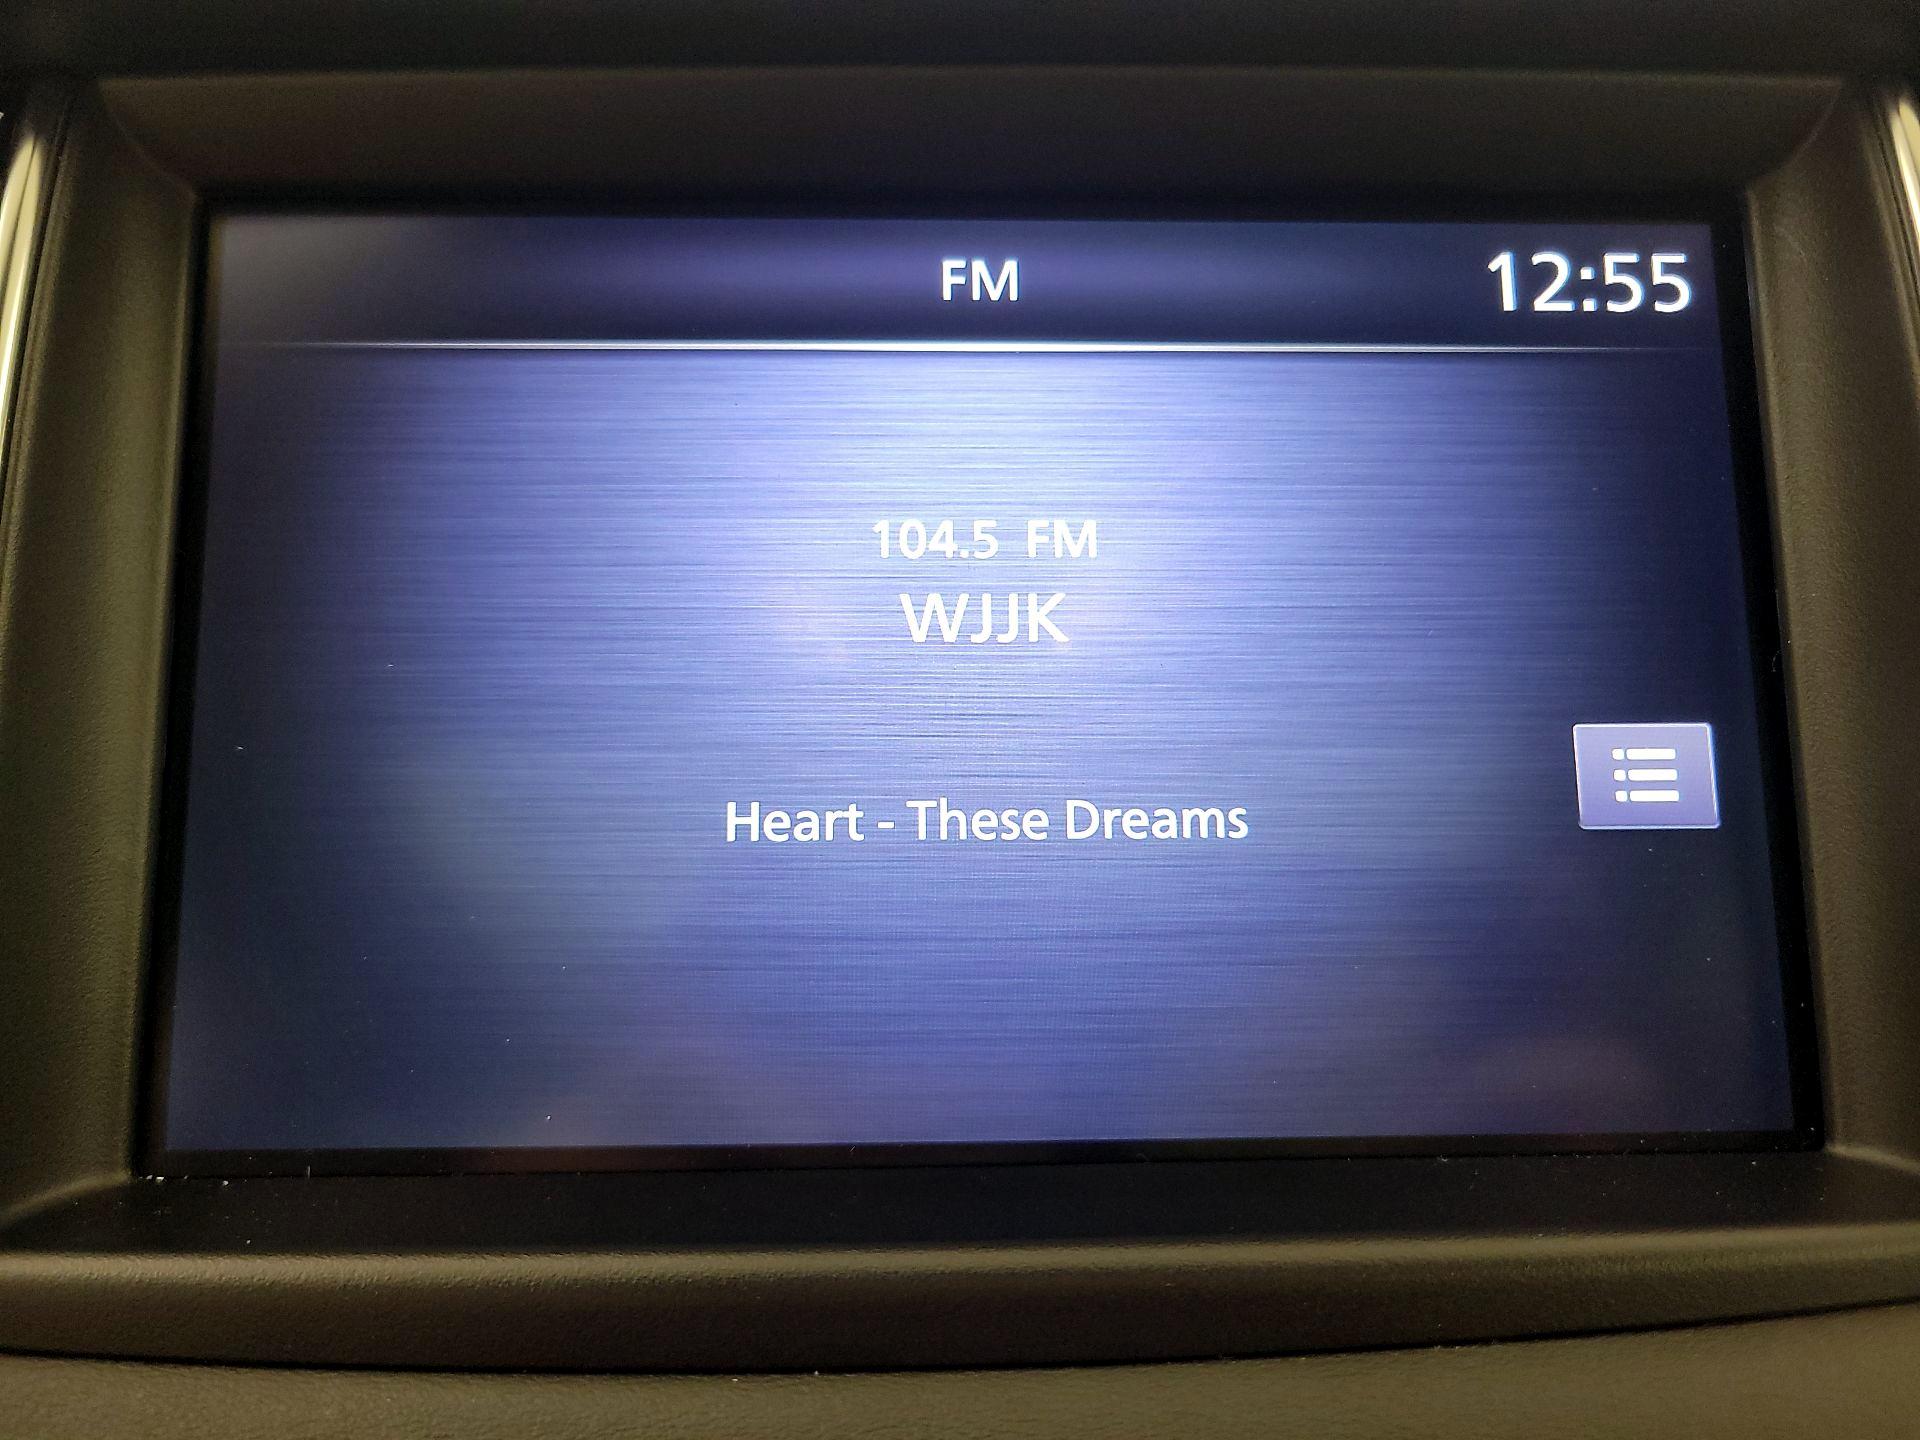 FM
12:55
104.5 FM
WJJK
Heart - These Dreams